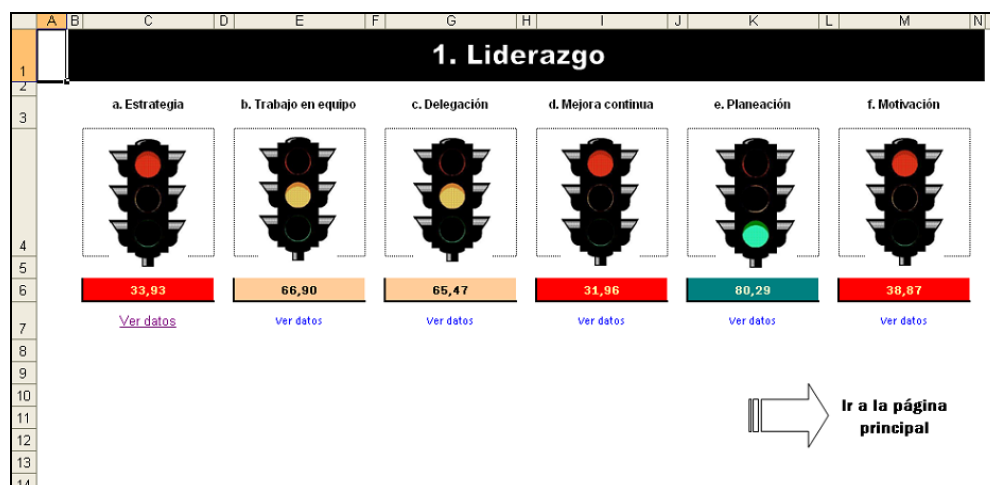 A B C D E F G H I J K L M N
1 1. Liderazgo
2
3 a. Estrategia b. Trabajo en equipo c. Delegación d. Mejora continua e. Planeación f. Motivación
4
5
6 33,93 66,90 65,47 31,96 80,29 38,87
7 Ver datos Ver datos Ver datos Ver datos Ver datos Ver datos
8
9
10 Ir a la página
11 principal
12
13
14